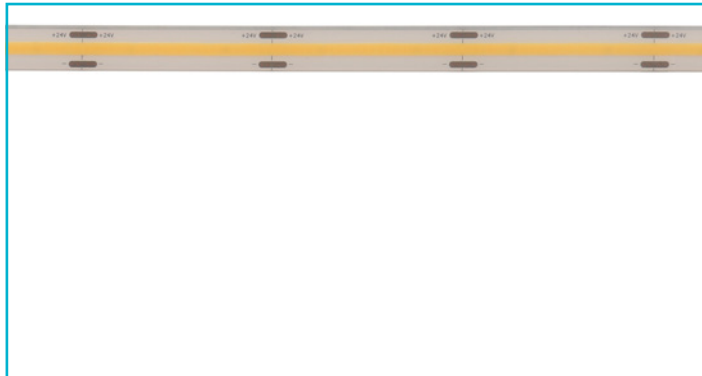 +24V +24V +24V +24V +24V +24V +24V +24V
- - - - - - - -